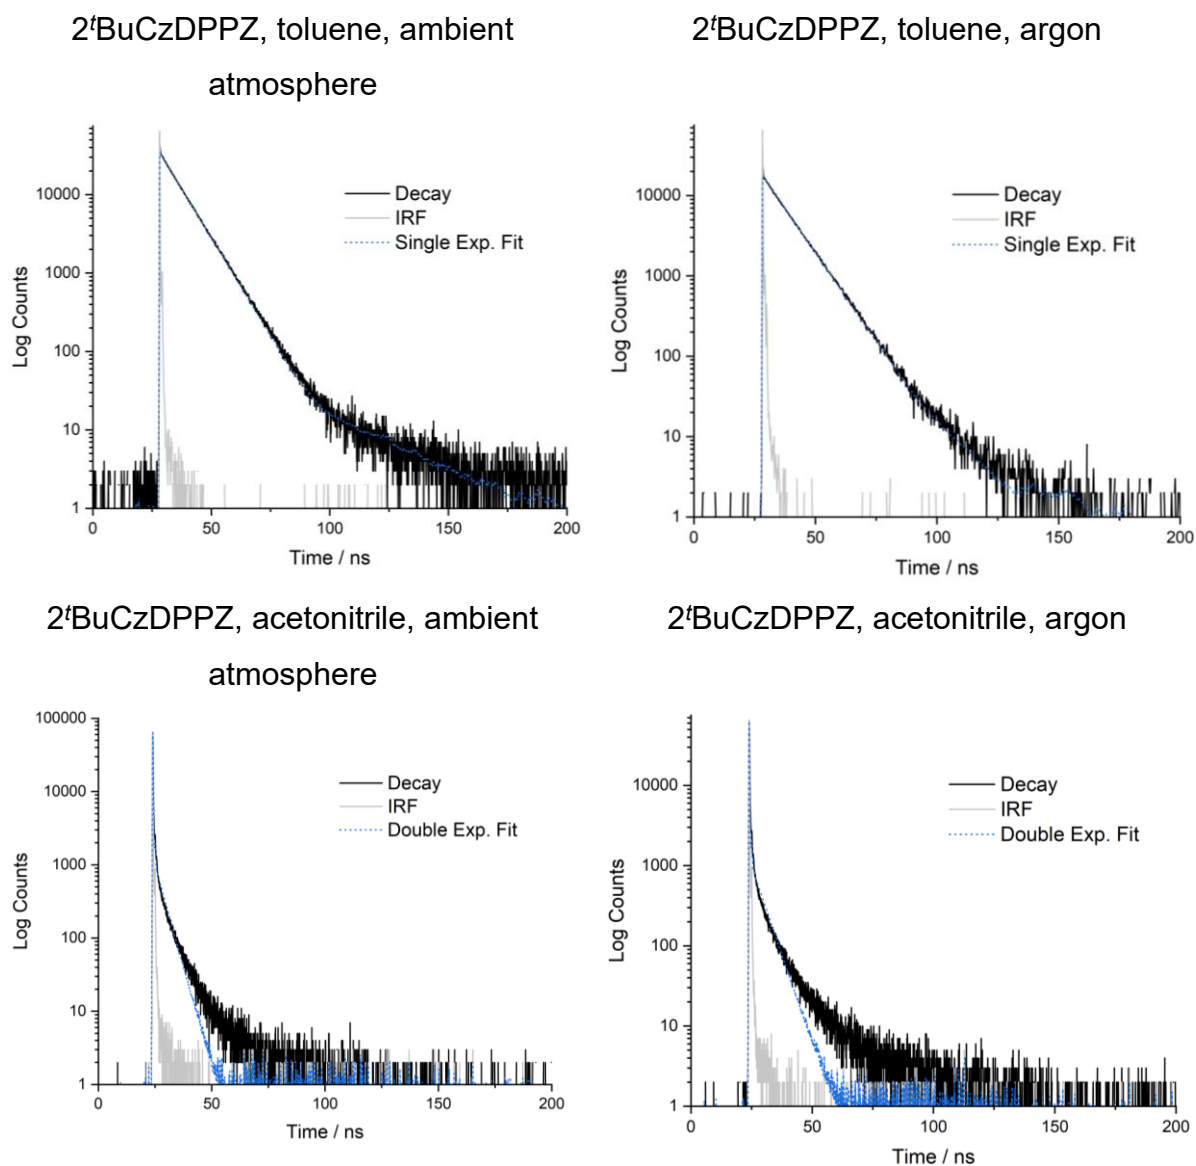 2ᵗBuCzDPPZ, toluene, ambient
atmosphere
Log Counts
10000
1000
100
10
1
Decay
IRF
Single Exp. Fit
0 50 100 150 200
Time / ns
2ᵗBuCzDPPZ, toluene, argon
Log Counts
10000
1000
100
10
1
Decay
IRF
Single Exp. Fit
0 50 100 150 200
Time / ns
2ᵗBuCzDPPZ, acetonitrile, ambient
atmosphere
Log Counts
100000
10000
1000
100
10
1
Decay
IRF
Double Exp. Fit
0 50 100 150 200
Time / ns
2ᵗBuCzDPPZ, acetonitrile, argon
Log Counts
10000
1000
100
10
1
Decay
IRF
Double Exp. Fit
0 50 100 150 200
Time / ns